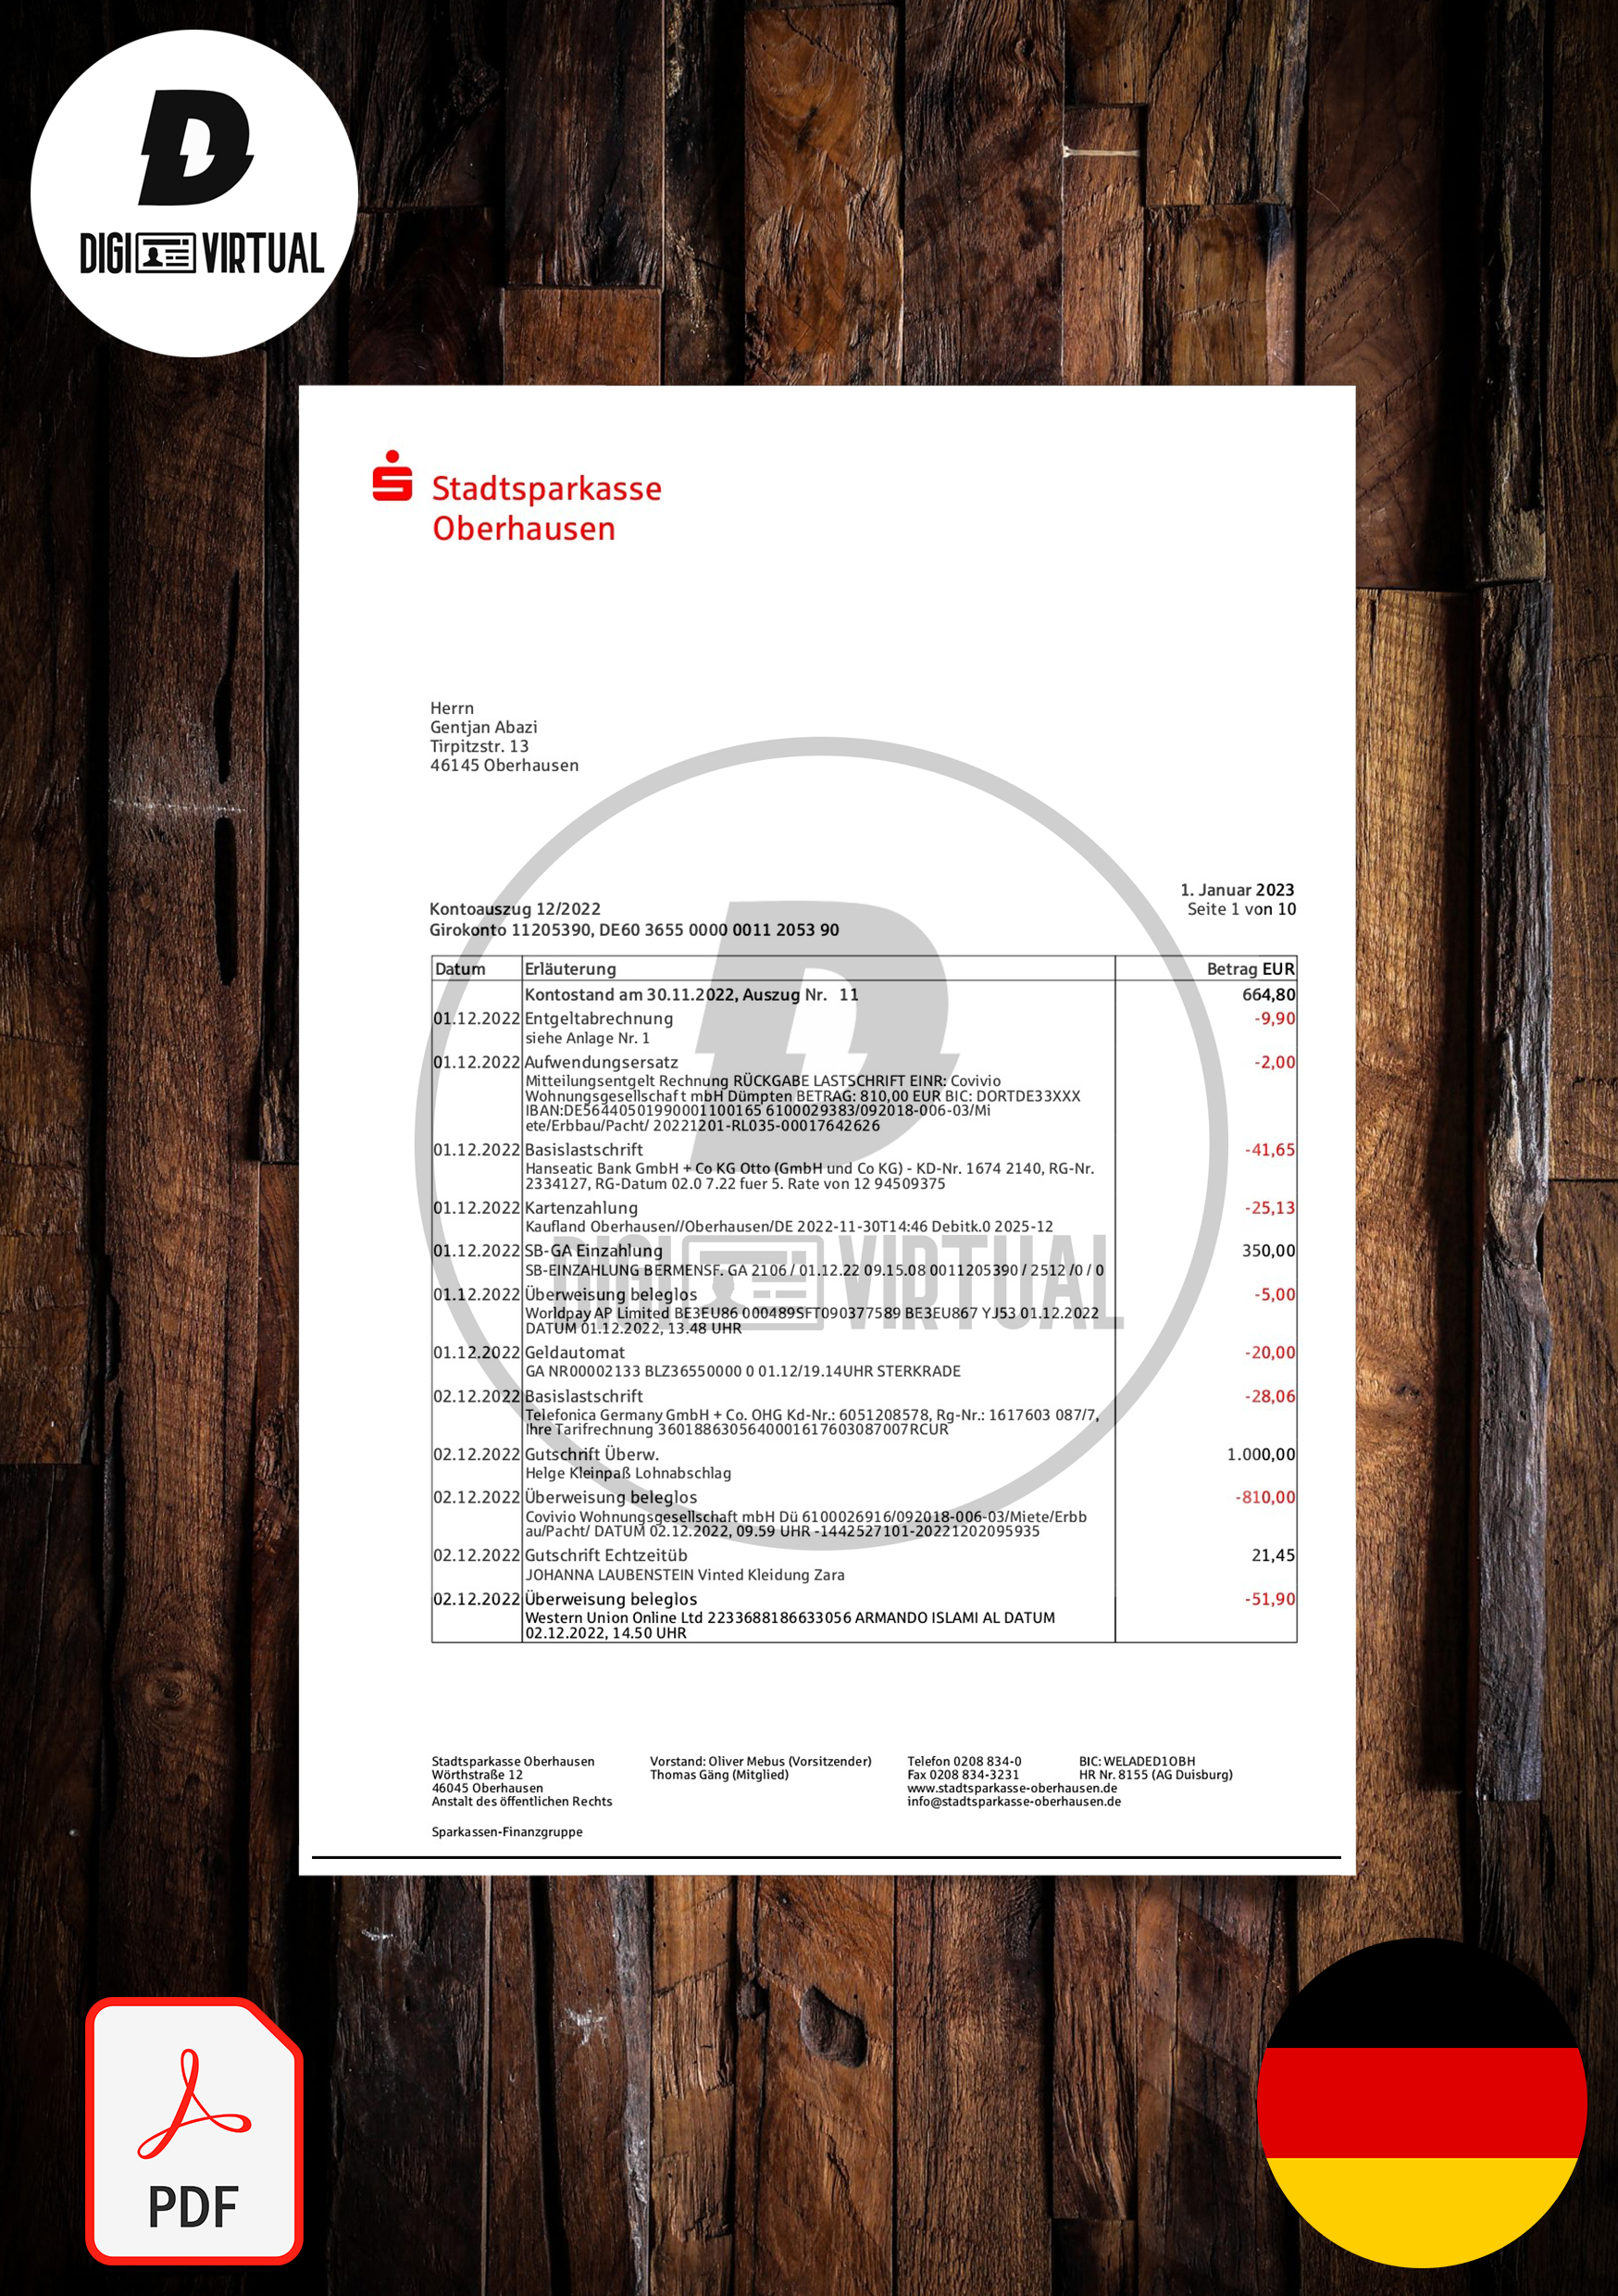 D
DIGI VIRTUAL
Stadtsparkasse
Oberhausen
Herrn
Gentjan Abazi
Tirpitzstr. 13
46145 Oberhausen
1. Januar 2023
Kontoauszug 12/2022 Seite 1 von 10
Girokonto 11205390, DE60 3655 0000 0011 2053 90
Datum Erläuterung Betrag EUR
Kontostand am 30.11.2022, Auszug Nr. 11 664,80
01.12.2022 Entgeltabrechnung -9,90
siehe Anlage Nr. 1
01.12.2022 Aufwendungsersatz -2,00
Mitteilungsentgelt Rechnung RÜCKGABE LASTSCHRIFT EINR: Covivio
Wohnungsgesellschaft mbH Dümpten BETRAG: 810,00 EUR BIC: DORTDE33XXX
IBAN:DE56440501990001100165 6100029383/092018-006-03/Mi
ete/Erbbau/Pacht/ 20221201-RL035-00017642626
01.12.2022 Basislastschrift -41,65
Hanseatic Bank GmbH + Co KG Otto (GmbH und Co KG) - KD-Nr. 1674 2140, RG-Nr.
2334127, RG-Datum 02.0 7.22 fuer 5. Rate von 12 94509375
01.12.2022 Kartenzahlung -25,13
Kaufland Oberhausen//Oberhausen/DE 2022-11-30T14:46 Debitk.0 2025-12
01.12.2022 SB-GA Einzahlung 350,00
SB-EINZAHLUNG BERMENSF. GA 2106 / 01.12.22 09.15.08 0011205390 / 2512 /0 / 0
01.12.2022 Überweisung beleglos -5,00
Worldpay AP Limited BE3EU86 000489SFT090377589 BE3EU867 YJ53 01.12.2022
DATUM 01.12.2022, 13.48 UHR
01.12.2022 Geldautomat -20,00
GA NR00002133 BLZ36550000 0 01.12/19.14UHR STERKRADE
02.12.2022 Basislastschrift -28,06
Telefonica Germany GmbH + Co. OHG Kd-Nr.: 6051208578, Rg-Nr.: 1617603 087/7,
Ihre Tarifrechnung 3601886305640001617603087007RCUR
02.12.2022 Gutschrift Überw. 1.000,00
Helge Kleinpaß Lohnabschlag
02.12.2022 Überweisung beleglos -810,00
Covivio Wohnungsgesellschaft mbH Dü 6100026916/092018-006-03/Miete/Erbb
au/Pacht/ DATUM 02.12.2022, 09.59 UHR -1442527101-20221202095935
02.12.2022 Gutschrift Echtzeitüb 21,45
JOHANNA LAUBENSTEIN Vinted Kleidung Zara
02.12.2022 Überweisung beleglos -51,90
Western Union Online Ltd 2233688186633056 ARMANDO ISLAMI AL DATUM
02.12.2022, 14.50 UHR
D
DIGI VIRTUAL
Stadtsparkasse Oberhausen Vorstand: Oliver Mebus (Vorsitzender) Telefon 0208 834-0 BIC: WELADED1OBH
Wörthstraße 12 Thomas Gäng (Mitglied) Fax 0208 834-3231 HR Nr. 8155 (AG Duisburg)
46045 Oberhausen www.stadtsparkasse-oberhausen.de
Anstalt des öffentlichen Rechts info@stadtsparkasse-oberhausen.de
Sparkassen-Finanzgruppe
PDF